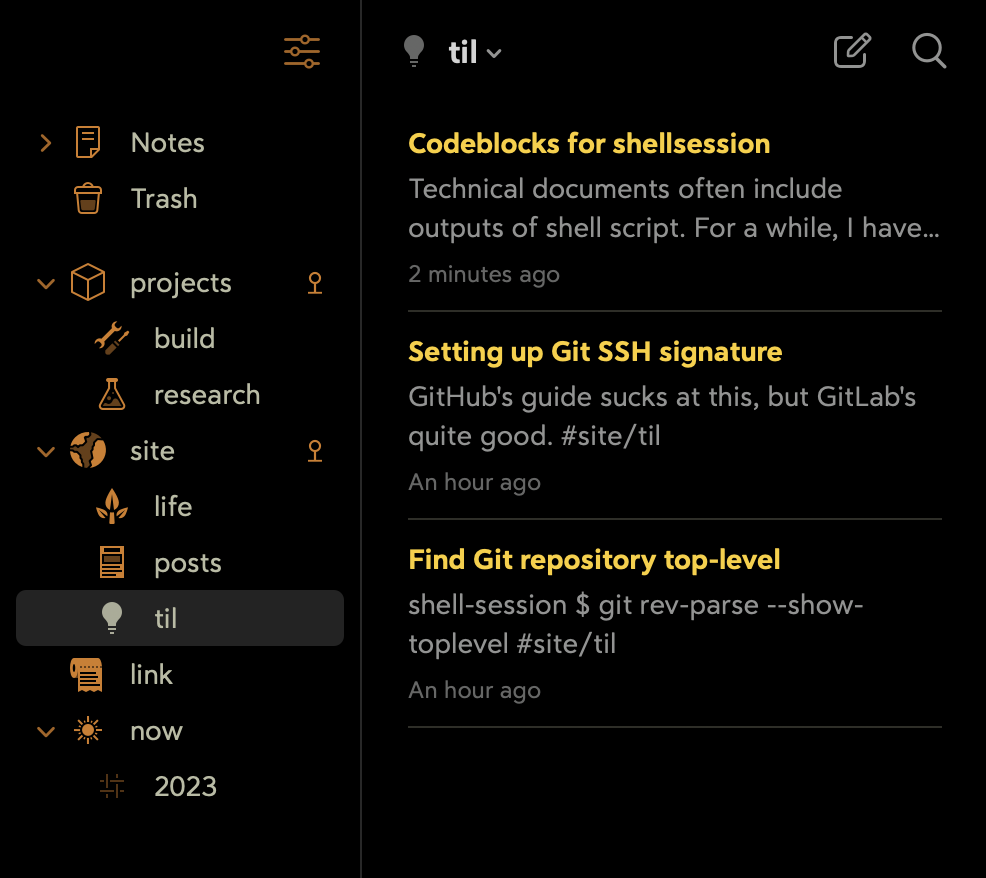 Notes
Trash
projects
build
research
site
life
posts
til
link
now
2023
til
Codeblocks for shellsession
Technical documents often include
outputs of shell script. For a while, I have...
2 minutes ago
Setting up Git SSH signature
GitHub's guide sucks at this, but GitLab's
quite good. #site/til
An hour ago
Find Git repository top-level
shell-session $ git rev-parse --show-
toplevel #site/til
An hour ago